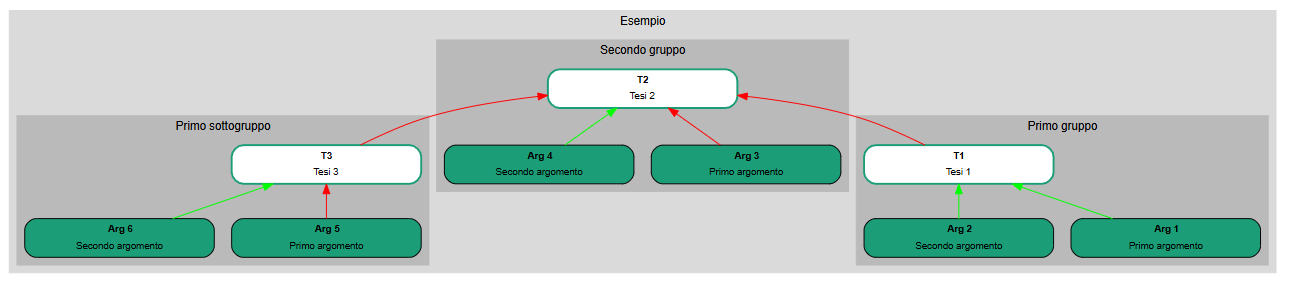 Esempio
Secondo gruppo
T2
Tesi 2
Primo sottogruppo
Primo gruppo
T3
Tesi 3
Arg 4
Secondo argomento
Arg 3
Primo argomento
T1
Tesi 1
Arg 6
Secondo argomento
Arg 5
Primo argomento
Arg 2
Secondo argomento
Arg 1
Primo argomento